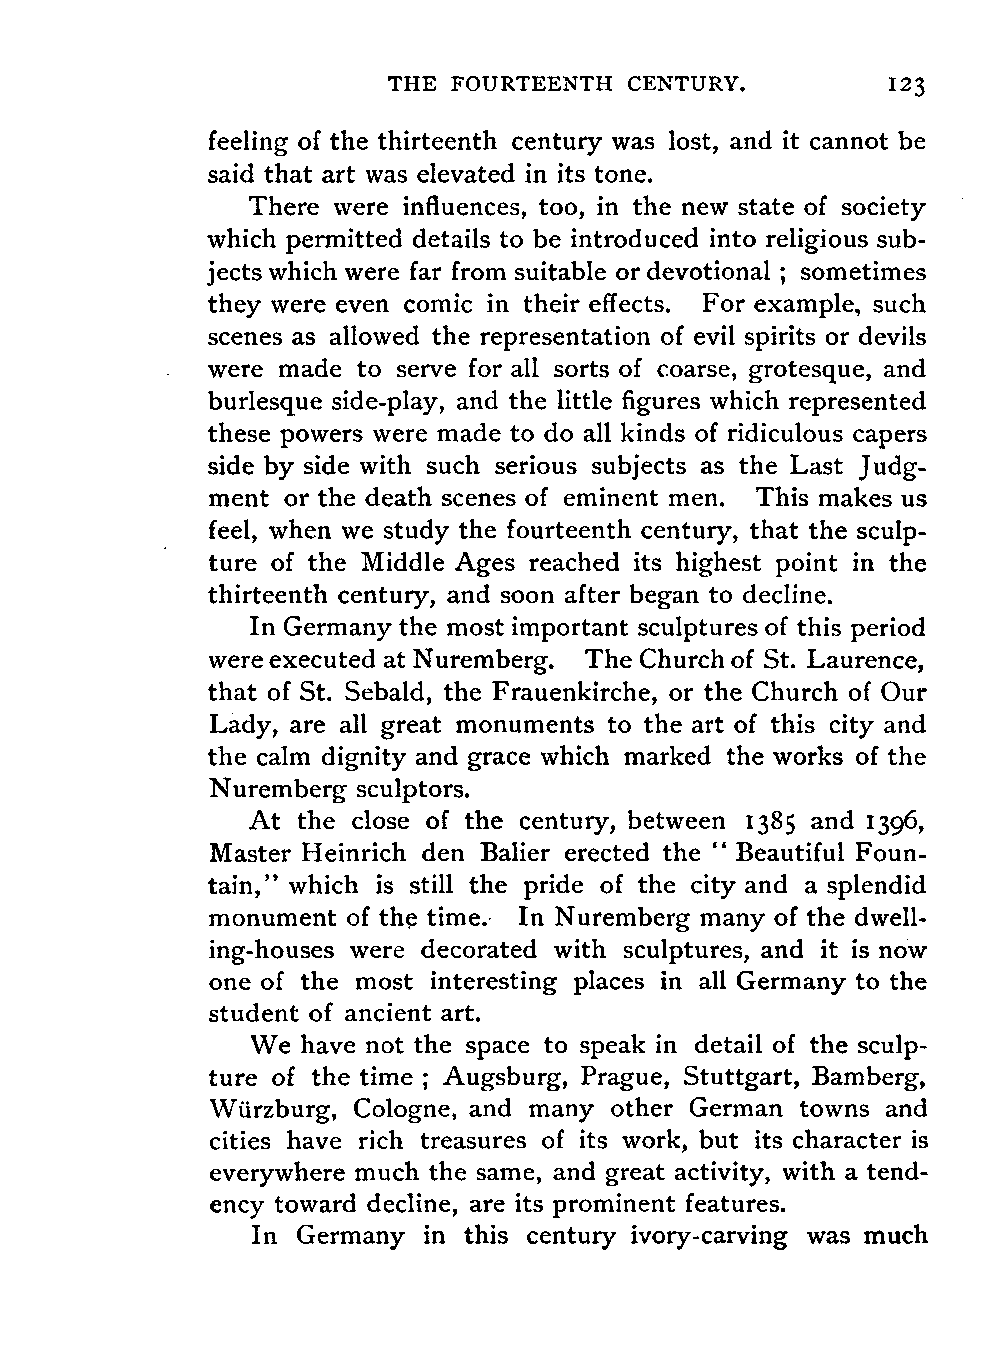 THE FOURTEENTH CENTURY. 123
feeling of the thirteenth century was lost, and it cannot be
said that art was elevated in its tone.
There were influences, too, in the new state of society
which permitted details to be introduced into religious sub-
jects which were far from suitable or devotional ; sometimes
they were even comic in their effects. For example, such
scenes as allowed the representation of evil spirits or devils
were made to serve for all sorts of coarse, grotesque, and
burlesque side-play, and the little figures which represented
these powers were made to do all kinds of ridiculous capers
side by side with such serious subjects as the Last Judg-
ment or the death scenes of eminent men. This makes us
feel, when we study the fourteenth century, that the sculp-
ture of the Middle Ages reached its highest point in the
thirteenth century, and soon after began to decline.
In Germany the most important sculptures of this period
were executed at Nuremberg. The Church of St. Laurence,
that of St. Sebald, the Frauenkirche, or the Church of Our
Lady, are all great monuments to the art of this city and
the calm dignity and grace which marked the works of the
Nuremberg sculptors.
At the close of the century, between 1385 and 1396,
Master Heinrich den Balier erected the “ Beautiful Foun-
tain,” which is still the pride of the city and a splendid
monument of the time. In Nuremberg many of the dwell-
ing-houses were decorated with sculptures, and it is now
one of the most interesting places in all Germany to the
student of ancient art.
We have not the space to speak in detail of the sculp-
ture of the time ; Augsburg, Prague, Stuttgart, Bamberg,
Würzburg, Cologne, and many other German towns and
cities have rich treasures of its work, but its character is
everywhere much the same, and great activity, with a tend-
ency toward decline, are its prominent features.
In Germany in this century ivory-carving was much